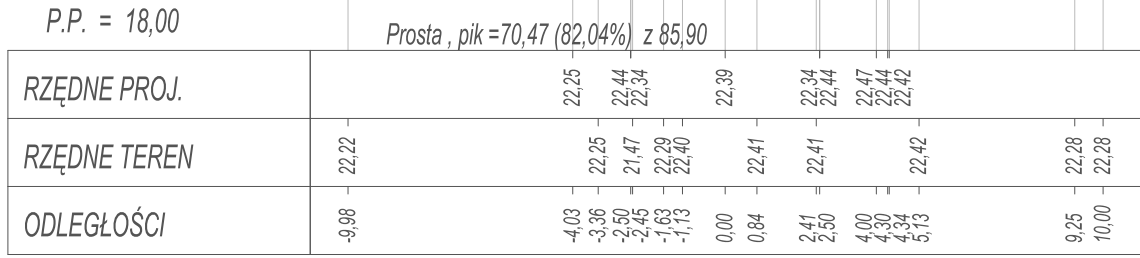 P.P. = 18,00
Prosta , pik =70,47 (82,04%) z 85,90
RZĘDNE PROJ. 22,25 22,44 22,34 22,39 22,34 22,44 22,47 22,44 22,42
RZĘDNE TEREN 22,22 22,25 21,47 22,29 22,40 22,41 22,41 22,42 22,28 22,28
ODLEGŁOŚCI -9,98 -4,03 -3,36 -2,50 -2,45 -1,63 -1,13 0,00 0,84 2,41 2,50 4,00 4,30 4,34 5,13 9,25 10,00